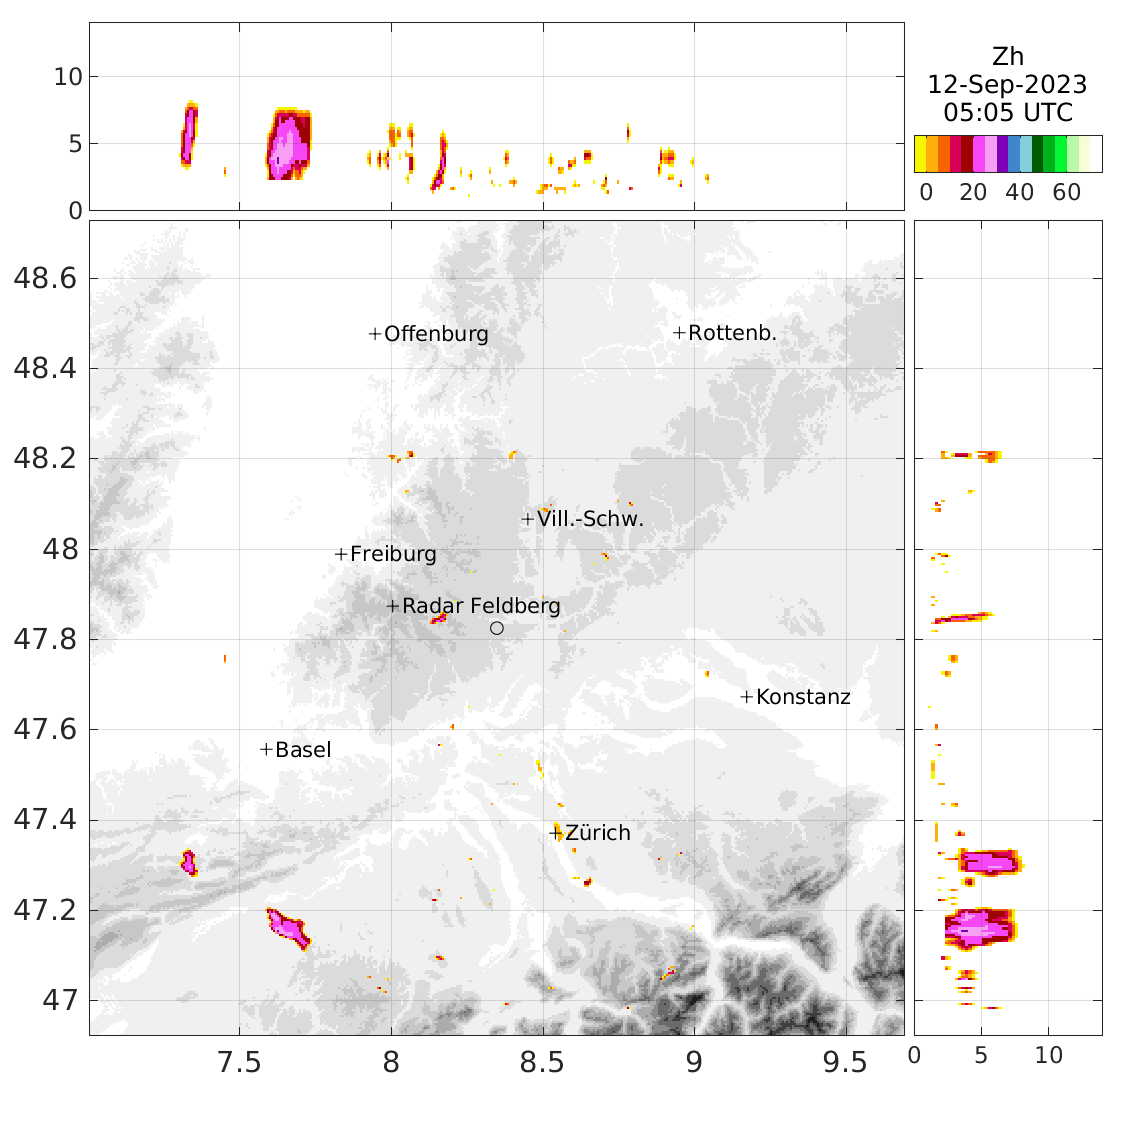 Zh
12-Sep-2023
05:05 UTC
0 20 40 60
10
5
0
48.6
48.4
48.2
48
47.8
47.6
47.4
47.2
47
Offenburg
Rottenb.
Vill.-Schw.
Freiburg
Radar Feldberg
Konstanz
Basel
Zürich
7.5 8 8.5 9 9.5
0 5 10